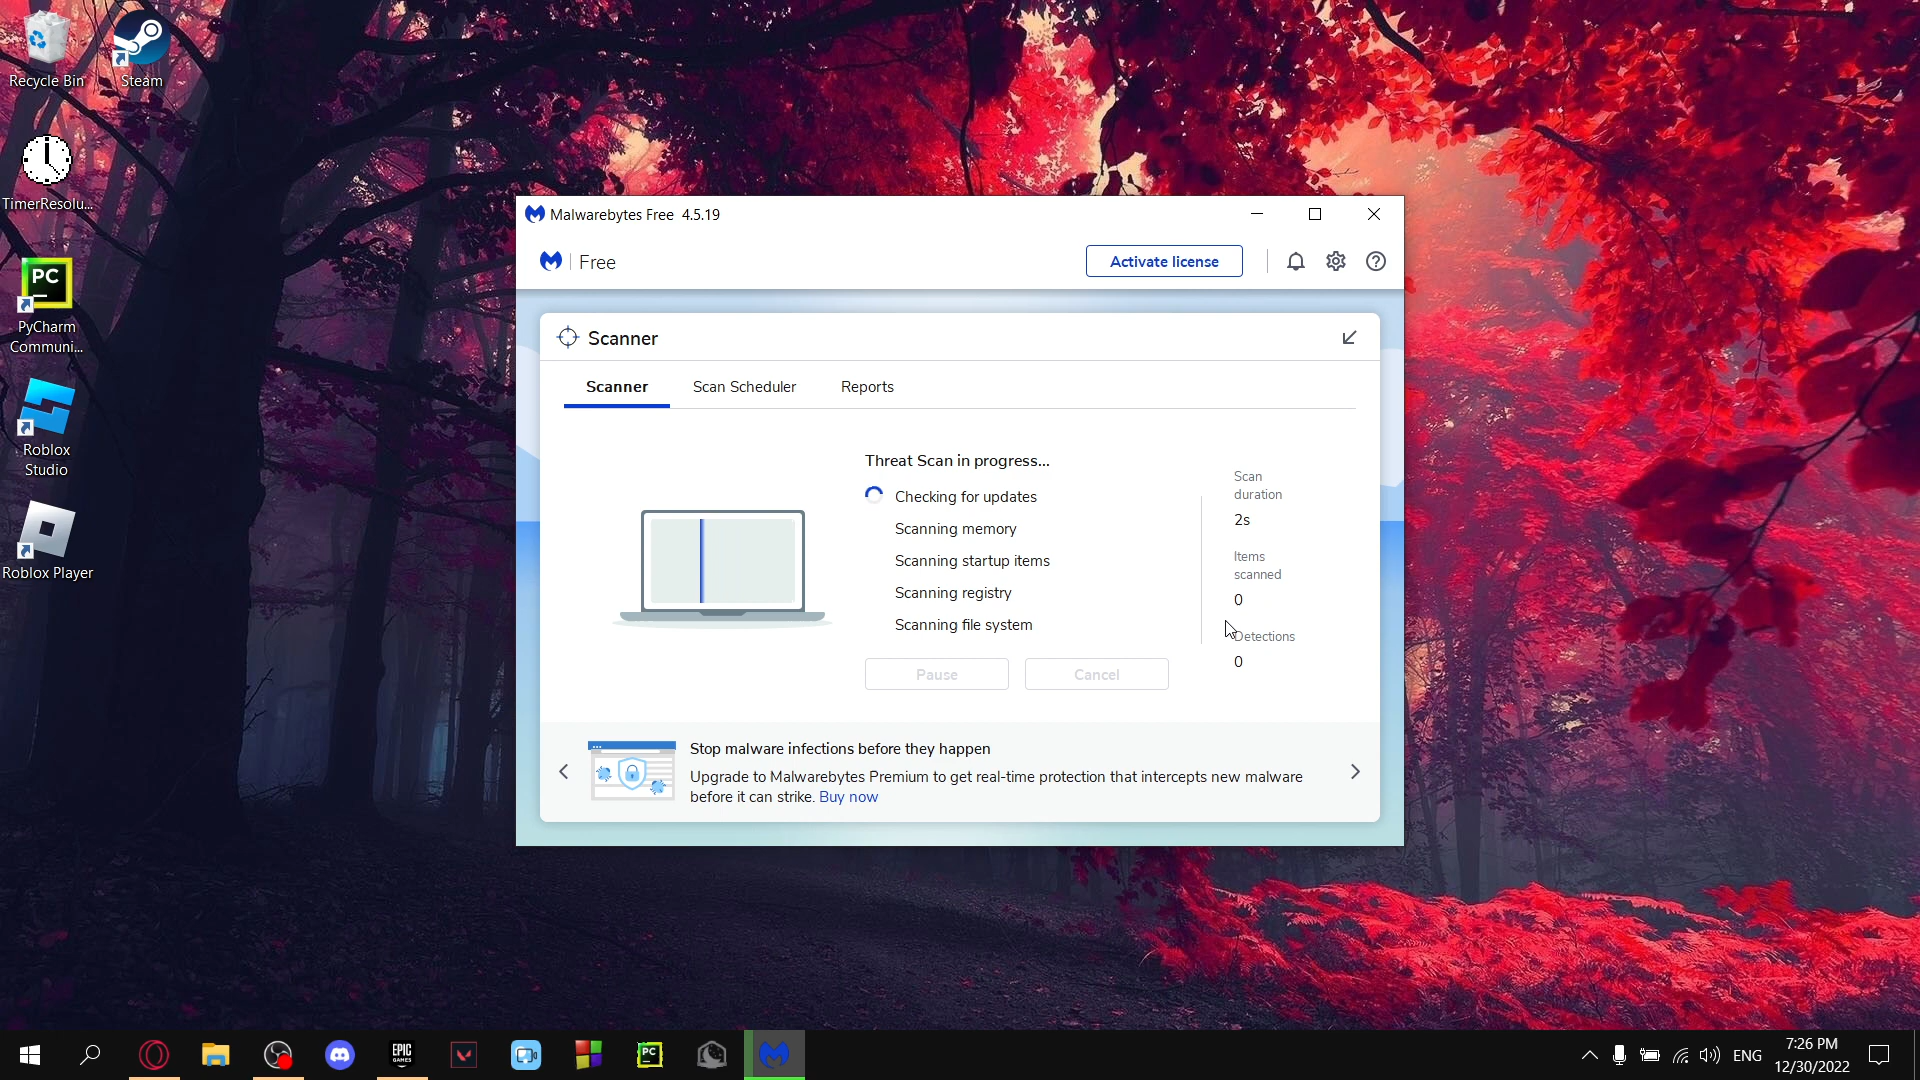 Recycle Bin
Steam
TimerResolu...
PC
PyCharm
Communi...
Roblox
Studio
Roblox Player
Malwarebytes Free 4.5.19
Free
Activate license
Scanner
Scanner
Scan Scheduler
Reports
Threat Scan in progress...
Checking for updates
Scanning memory
Scanning startup items
Scanning registry
Scanning file system
Pause
Cancel
Scan
duration
2s
Items
scanned
0
Detections
0
Stop malware infections before they happen
Upgrade to Malwarebytes Premium to get real-time protection that intercepts new malware
before it can strike. Buy now
EPIC
GAMES
PC
ENG
7:26 PM
12/30/2022